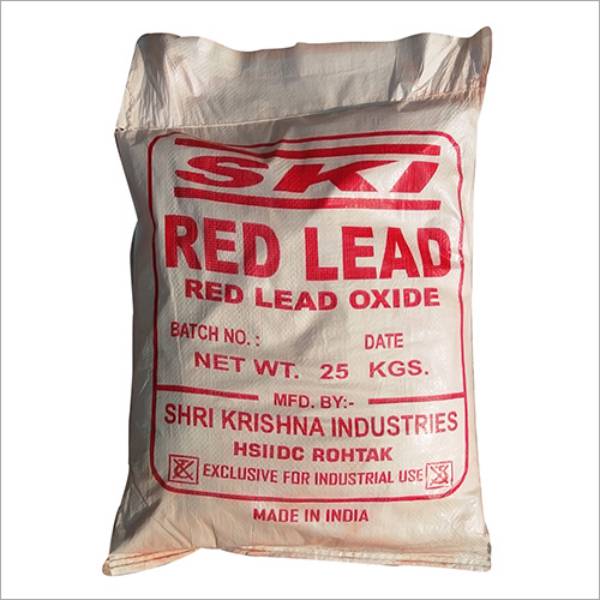 SKI
RED LEAD
RED LEAD OXIDE
BATCH NO. : DATE
NET WT. 25 KGS.
MFD. BY:-
SHRI KRISHNA INDUSTRIES
HSIIDC ROHTAK
EXCLUSIVE FOR INDUSTRIAL USE
MADE IN INDIA